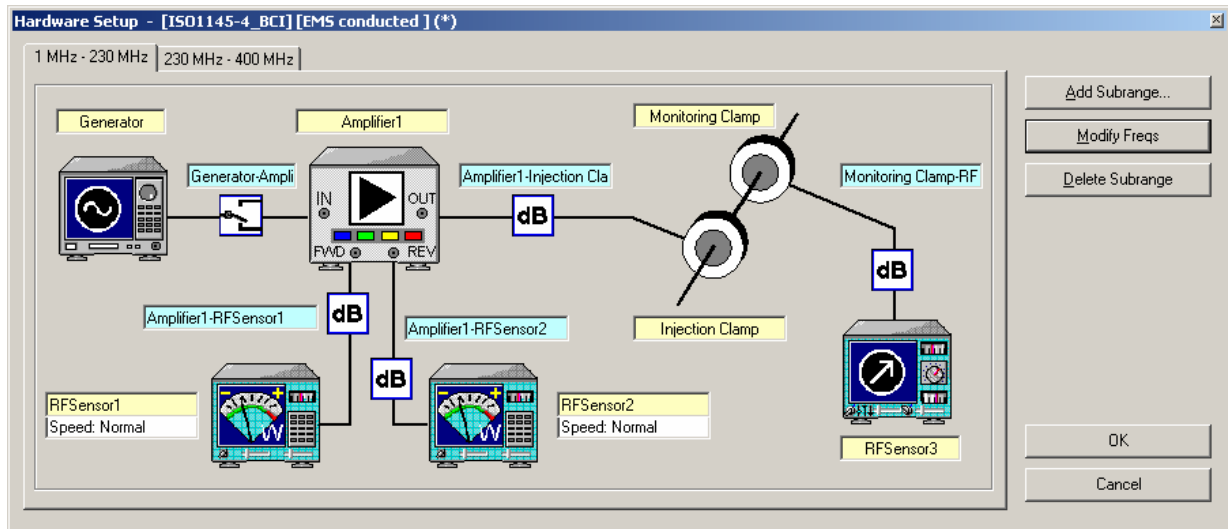 Hardware Setup - [ISO1145-4_BCI] [EMS conducted ] (*)
1 MHz - 230 MHz
230 MHz - 400 MHz
Add Subrange...
Modify Freqs
Delete Subrange
Generator
Amplifier1
Monitoring Clamp
Generator-Ampli
Amplifier1-Injection Cla
Monitoring Clamp-RF
IN
OUT
dB
FWD
REV
dB
Amplifier1-RFSensor1
dB
Amplifier1-RFSensor2
Injection Clamp
dB
RFSensor1
Speed: Normal
RFSensor2
Speed: Normal
RFSensor3
OK
Cancel